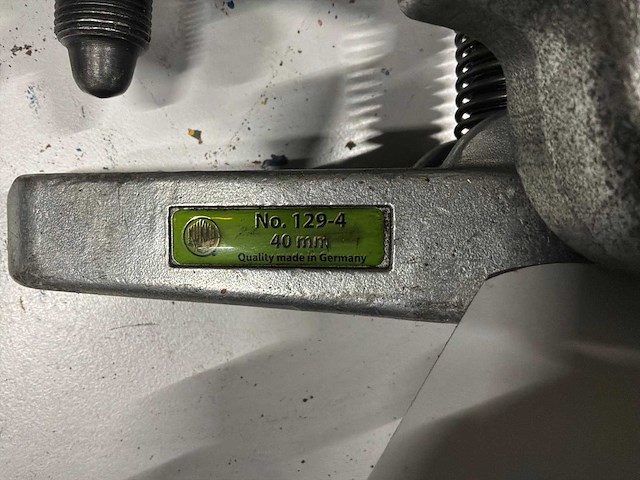 No. 129-4
40 mm
Quality made in Germany